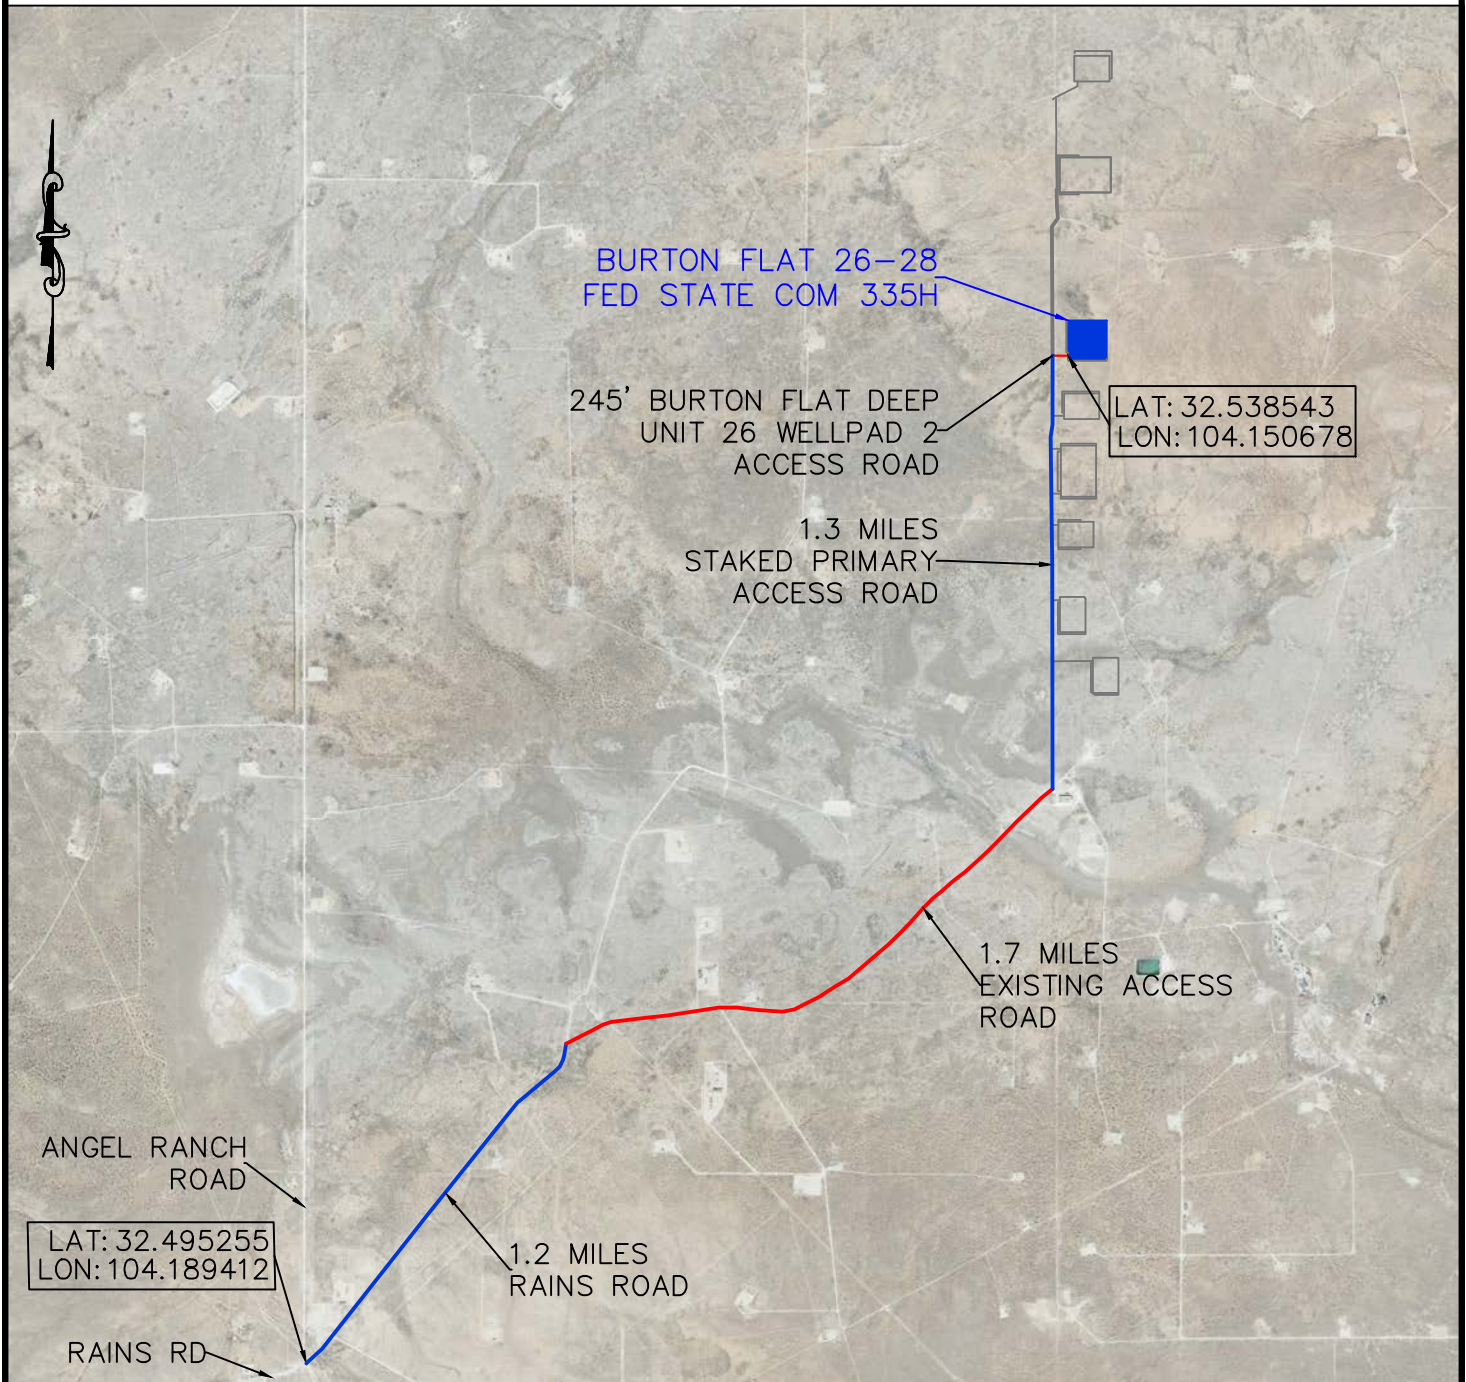 BURTON FLAT 26-28
FED STATE COM 335H
245' BURTON FLAT DEEP
UNIT 26 WELLPAD 2
ACCESS ROAD
LAT: 32.538543
LON: 104.150678
1.3 MILES
STAKED PRIMARY
ACCESS ROAD
1.7 MILES
EXISTING ACCESS
ROAD
ANGEL RANCH
ROAD
LAT: 32.495255
LON: 104.189412
1.2 MILES
RAINS ROAD
RAINS RD